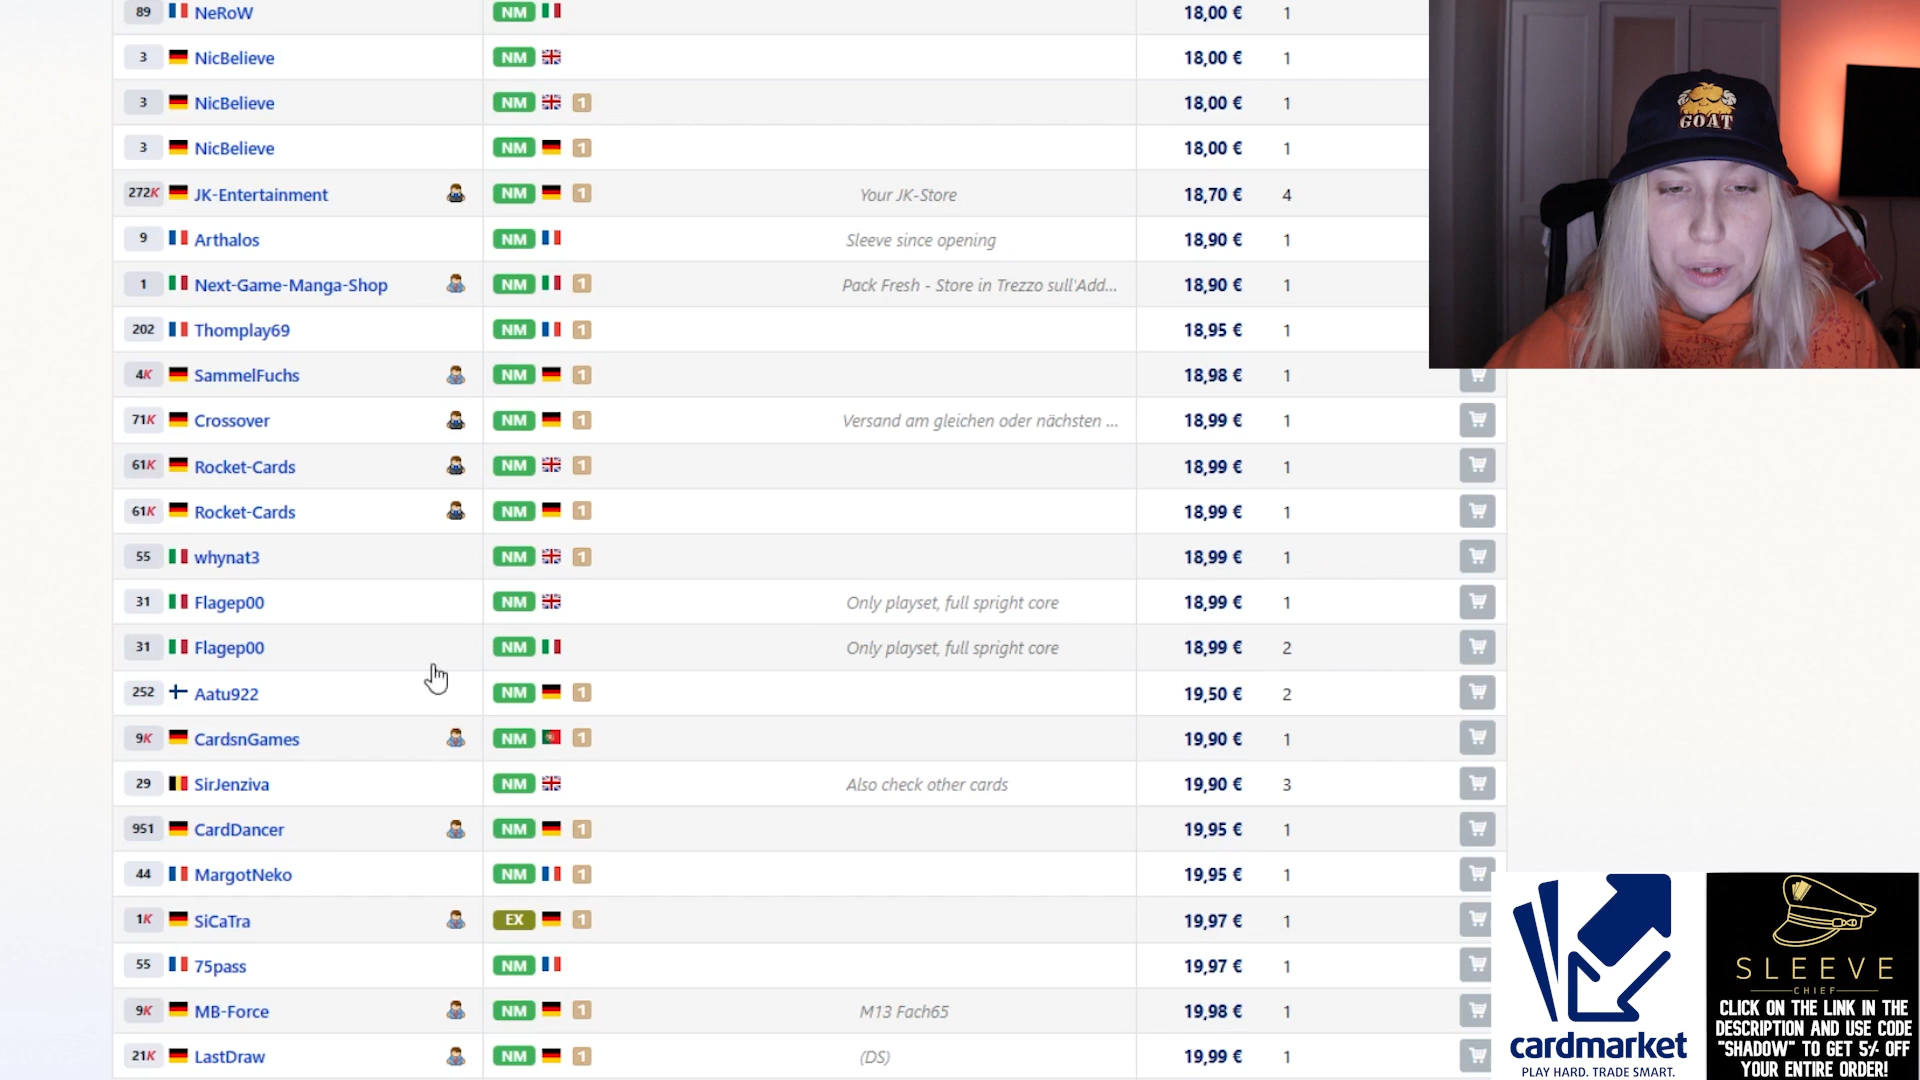 89 NeRoW NM 18,00 € 1
3 NicBelieve NM 18,00 € 1
3 NicBelieve NM 1 18,00 € 1
3 NicBelieve NM 1 18,00 € 1
272K JK-Entertainment NM 1 Your JK-Store 18,70 € 4
9 Arthalos NM Sleeve since opening 18,90 € 1
1 Next-Game-Manga-Shop NM 1 Pack Fresh - Store in Trezzo sull'Add... 18,90 € 1
202 Thomplay69 NM 1 18,95 € 1
4K SammelFuchs NM 1 18,98 € 1
71K Crossover NM 1 Versand am gleichen oder nächsten ... 18,99 € 1
61K Rocket-Cards NM 1 18,99 € 1
61K Rocket-Cards NM 1 18,99 € 1
55 whynat3 NM 1 18,99 € 1
31 Flagep00 NM Only playset, full spright core 18,99 € 1
31 Flagep00 NM Only playset, full spright core 18,99 € 2
252 Aatu922 NM 1 19,50 € 2
9K CardsnGames NM 1 19,90 € 1
29 SirJenziva NM Also check other cards 19,90 € 3
951 CardDancer NM 1 19,95 € 1
44 MargotNeko NM 1 19,95 € 1
1K SiCaTra EX 1 19,97 € 1
55 75pass NM 19,97 € 1
9K MB-Force NM 1 M13 Fach65 19,98 € 1
21K LastDraw NM 1 (DS) 19,99 € 1
GOAT
cardmarket
PLAY HARD. TRADE SMART.
SLEEVE
CHIEF
CLICK ON THE LINK IN THE
DESCRIPTION AND USE CODE
"SHADOW" TO GET 5% OFF
YOUR ENTIRE ORDER!